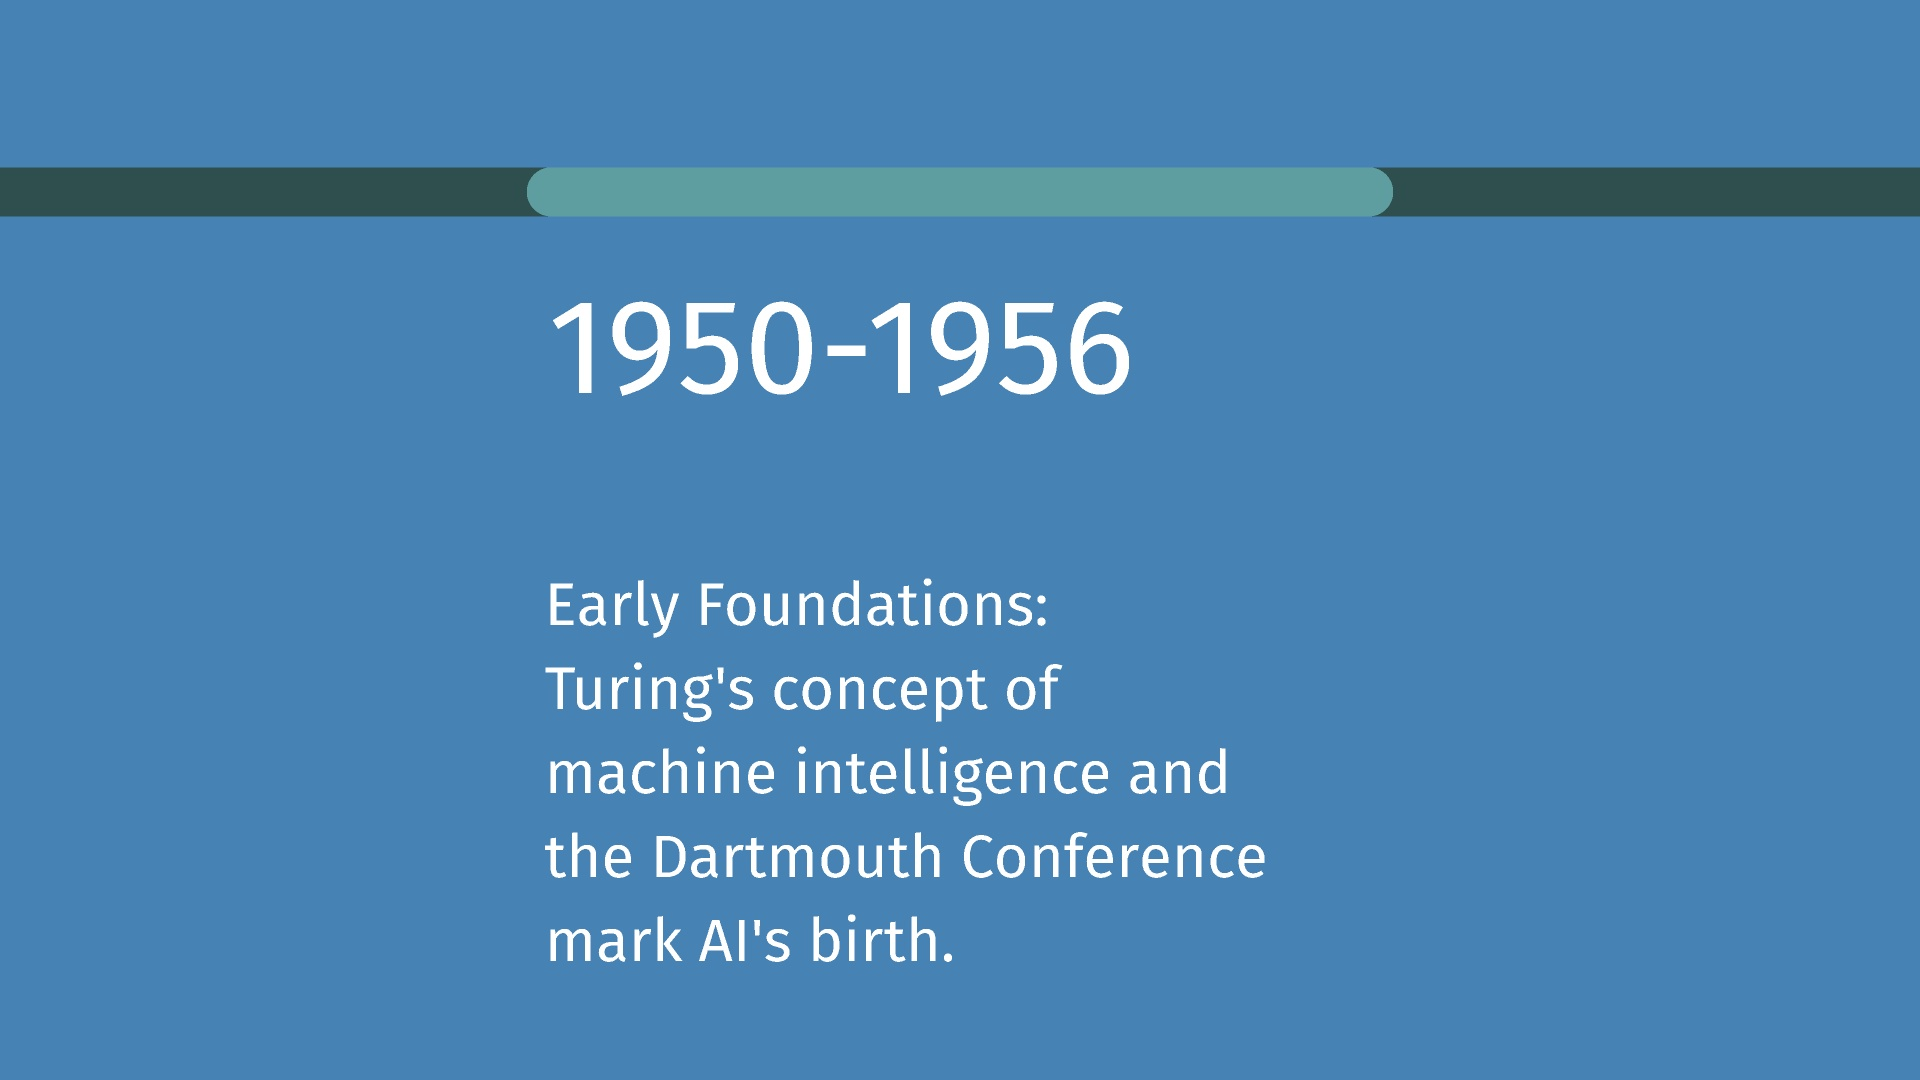 1950-1956
Early Foundations:
Turing's concept of
machine intelligence and
the Dartmouth Conference
mark AI's birth.